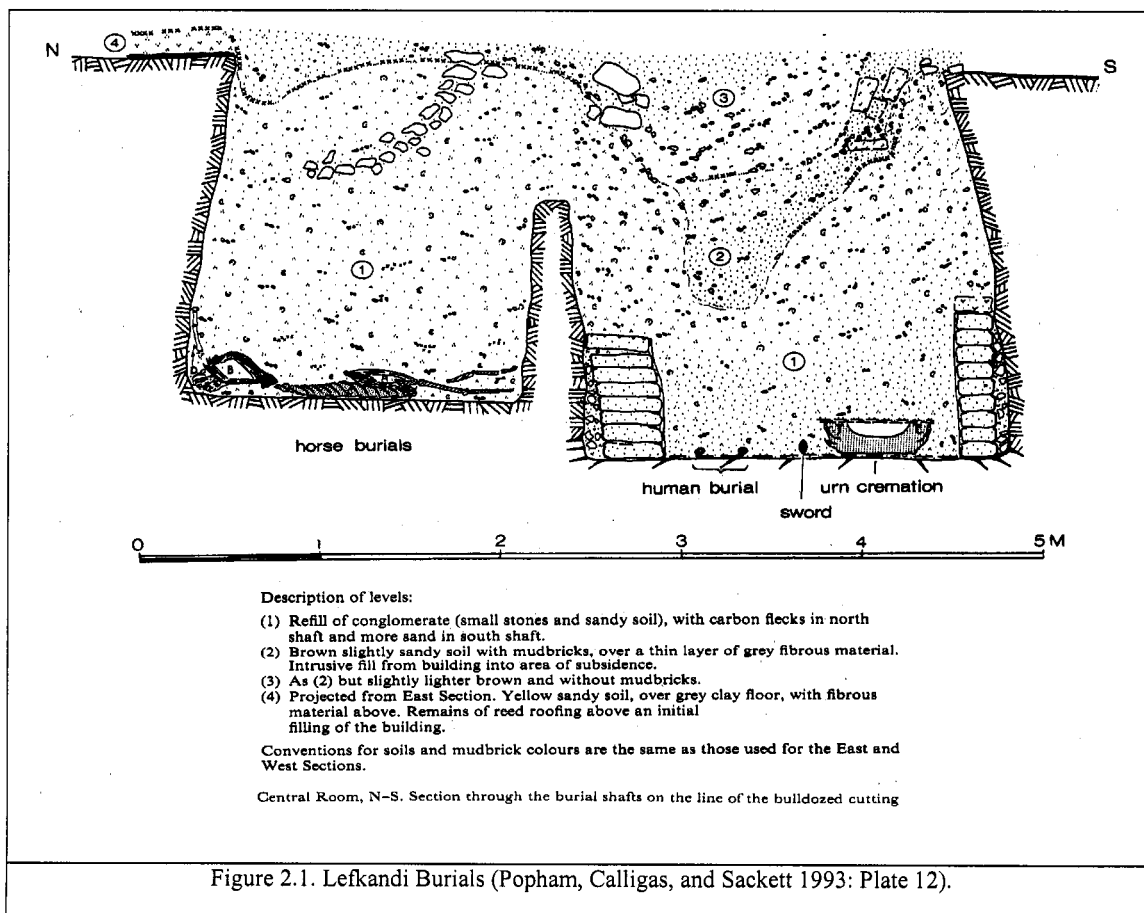 N
4
S
3
2
1
1
B
horse burials
human burial
urn cremation
sword
0 1 2 3 4 5 M
Description of levels:
(1) Refill of conglomerate (small stones and sandy soil), with carbon flecks in north
shaft and more sand in south shaft.
(2) Brown slightly sandy soil with mudbricks, over a thin layer of grey fibrous material.
Intrusive fill from building into area of subsidence.
(3) As (2) but slightly lighter brown and without mudbricks.
(4) Projected from East Section. Yellow sandy soil, over grey clay floor, with fibrous
material above. Remains of reed roofing above an initial
filling of the building.
Conventions for soils and mudbrick colours are the same as those used for the East and
West Sections.
Central Room, N-S. Section through the burial shafts on the line of the bulldozed cutting
Figure 2.1. Lefkandi Burials (Popham, Calligas, and Sackett 1993: Plate 12).